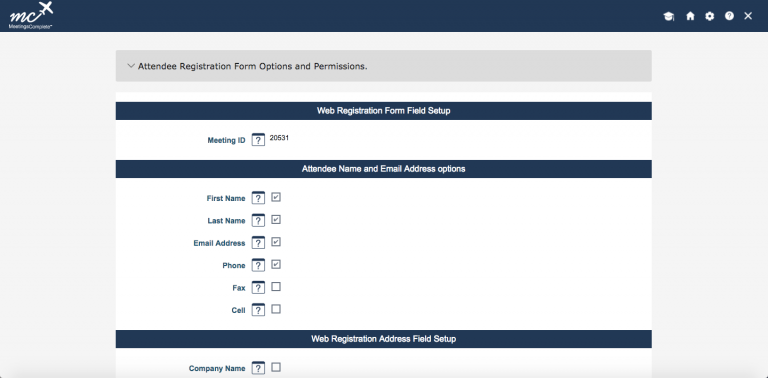 mc
MeetingsComplete™
Attendee Registration Form Options and Permissions.
Web Registration Form Field Setup
Meeting ID ? 20531
Attendee Name and Email Address options
First Name ?
Last Name ?
Email Address ?
Phone ?
Fax ?
Cell ?
Web Registration Address Field Setup
Company Name ?